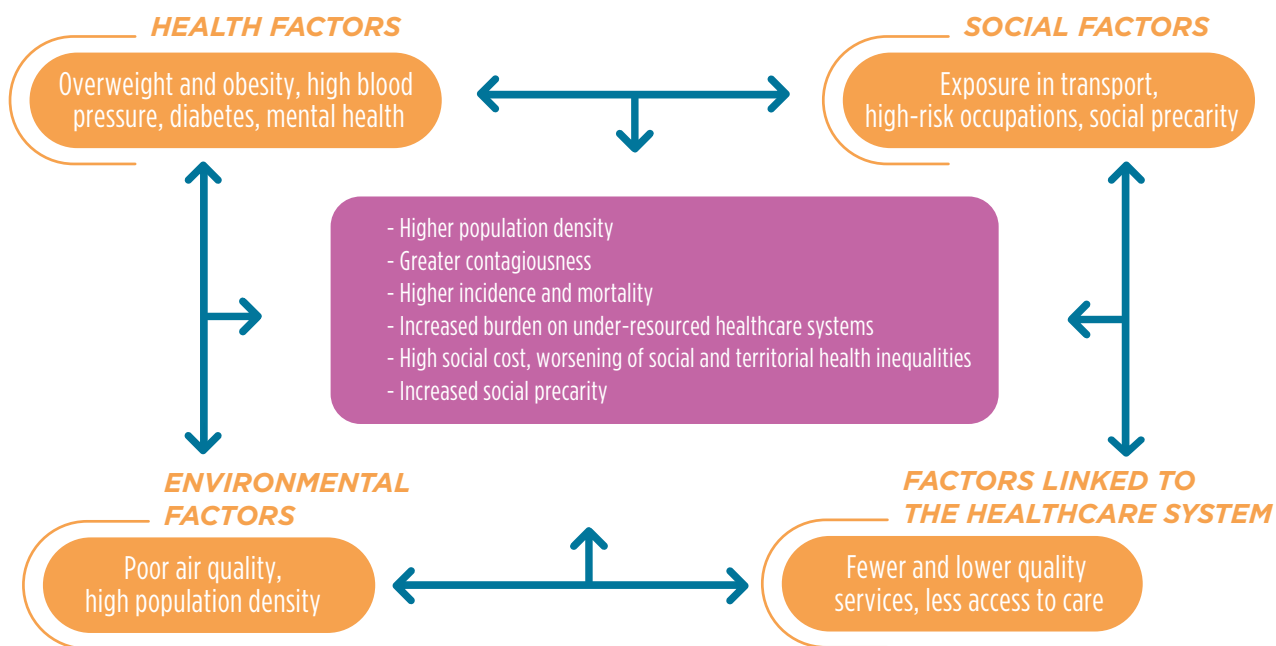 HEALTH FACTORS
Overweight and obesity, high blood
pressure, diabetes, mental health
SOCIAL FACTORS
Exposure in transport,
high-risk occupations, social precarity
- Higher population density
- Greater contagiousness
- Higher incidence and mortality
- Increased burden on under-resourced healthcare systems
- High social cost, worsening of social and territorial health inequalities
- Increased social precarity
ENVIRONMENTAL
FACTORS
Poor air quality,
high population density
FACTORS LINKED TO
THE HEALTHCARE SYSTEM
Fewer and lower quality
services, less access to care